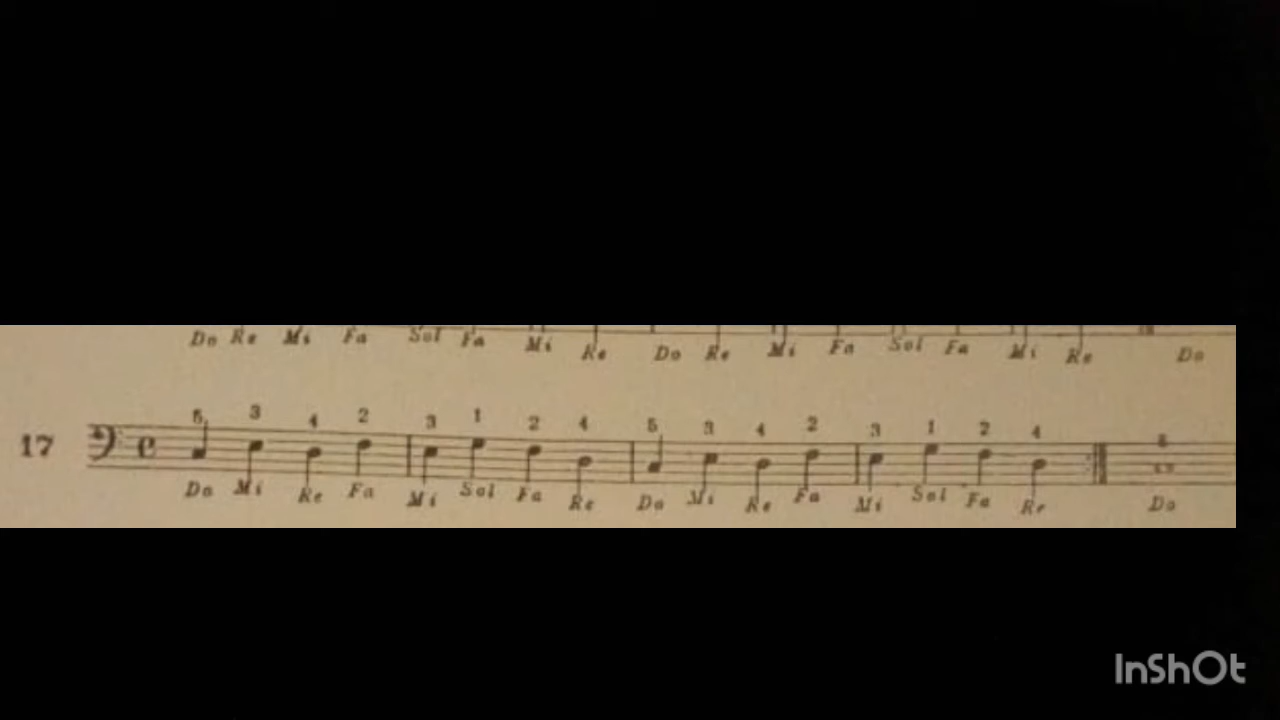 Do Re Mi Fa Sol Fa Mi Re Do Re Mi Fa Sol Fa Mi Re Do
5 3 4 2 3 1 2 4 5 3 4 2 3 1 2 4 5
17
Do Mi Re Fa Mi Sol Fa Re Do Mi Re Fa Mi Sol Fa Re Do
InShOt